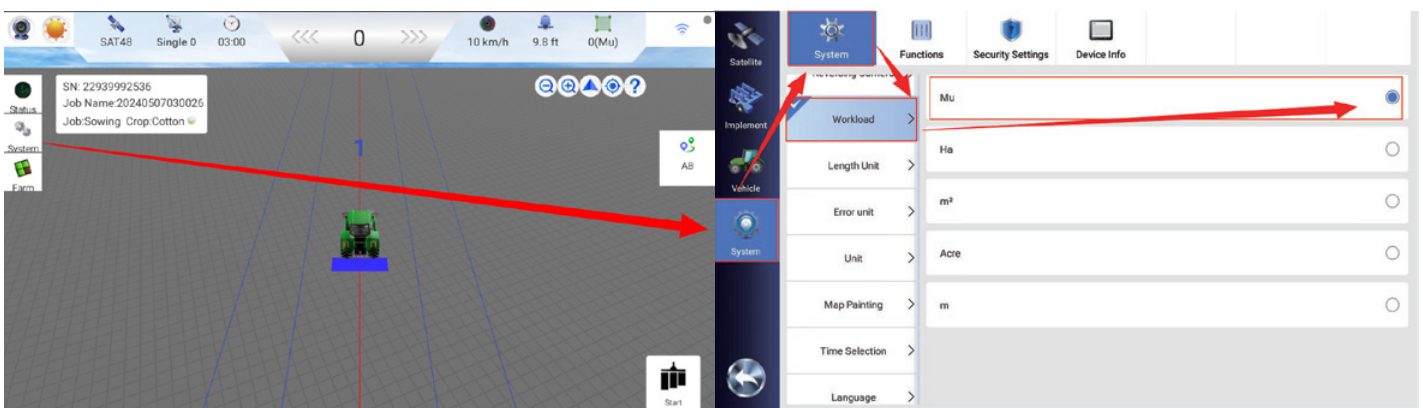 SAT48
Single 0
03:00
<<<
0
>>>
10 km/h
9.8 ft
0(Mu)
Status
System
Farm
SN: 22939992536
Job Name:20240507030026
Job:Sowing Crop:Cotton
?
1
AB
Start
Satellite
Implement
Vehicle
System
System
Functions
Security Settings
Device Info
Reversing Camera
Workload
Length Unit
Error unit
Unit
Map Painting
Time Selection
Language
Mu
Ha
m²
Acre
m